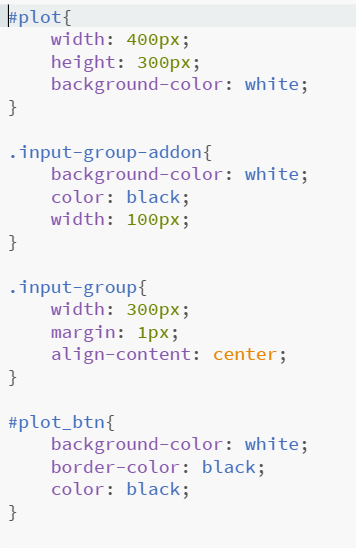 #plot{
    width: 400px;
    height: 300px;
    background-color: white;
}

.input-group-addon{
    background-color: white;
    color: black;
    width: 100px;
}

.input-group{
    width: 300px;
    margin: 1px;
    align-content: center;
}

#plot_btn{
    background-color: white;
    border-color: black;
    color: black;
}